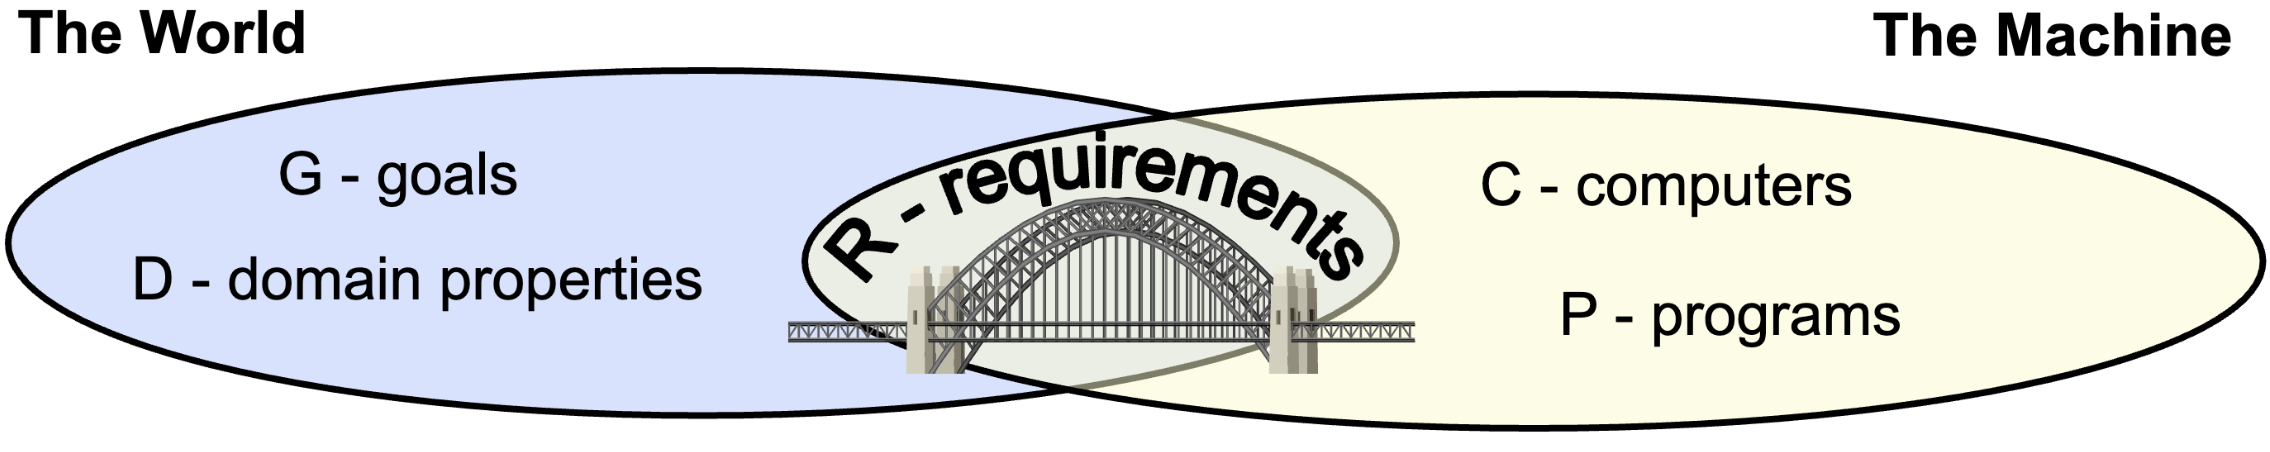 The World
The Machine
G - goals
D - domain properties
R - requirements
C - computers
P - programs